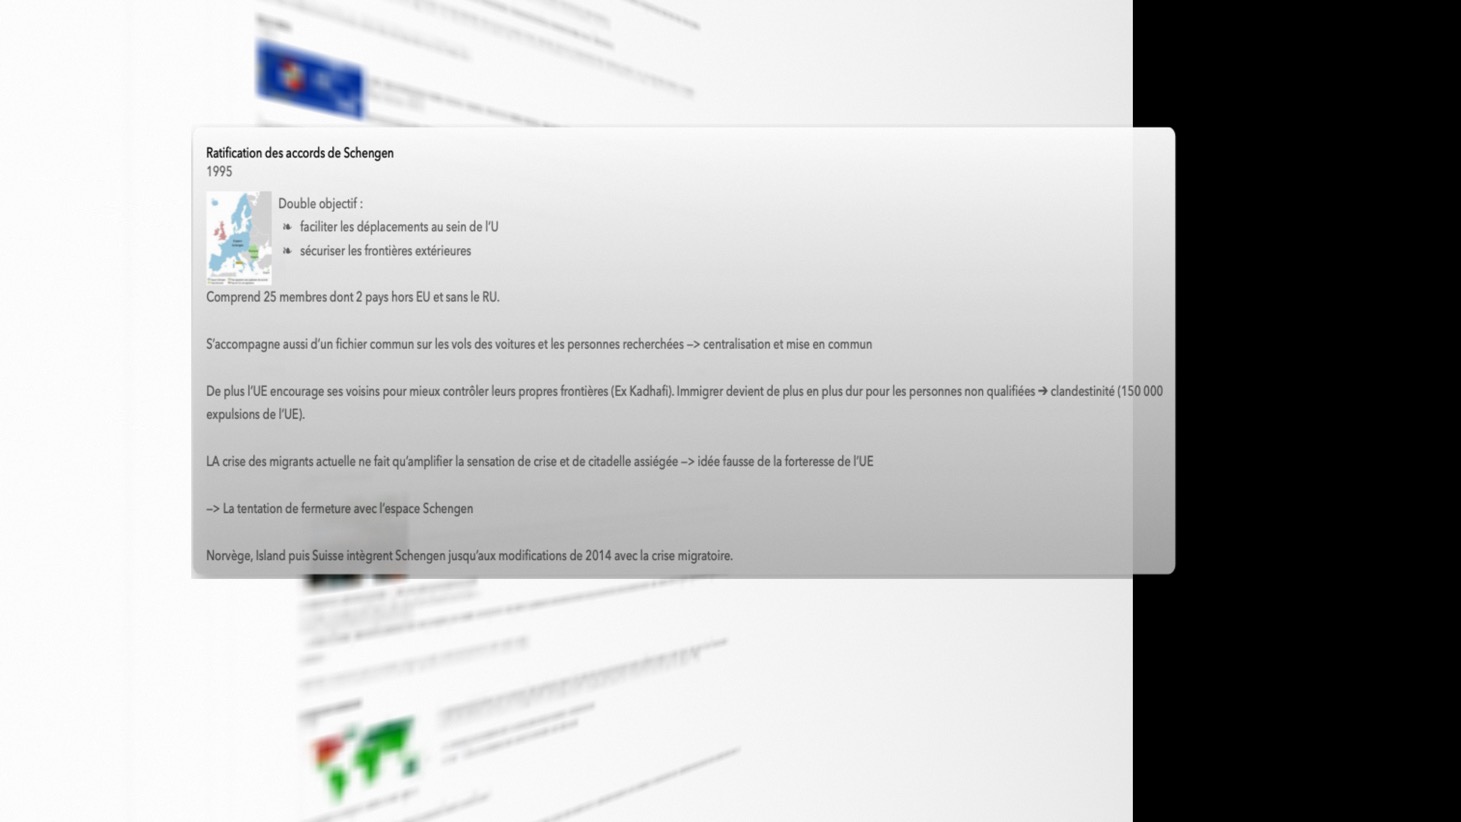 Ratification des accords de Schengen
1995
Double objectif :
❧ faciliter les déplacements au sein de l'U
❧ sécuriser les frontières extérieures
Comprend 25 membres dont 2 pays hors EU et sans le RU.
S'accompagne aussi d'un fichier commun sur les vols des voitures et les personnes recherchées –> centralisation et mise en commun
De plus l'UE encourage ses voisins pour mieux contrôler leurs propres frontières (Ex Kadhafi). Immigrer devient de plus en plus dur pour les personnes non qualifiées ➔ clandestinité (150 000
expulsions de l'UE).
LA crise des migrants actuelle ne fait qu'amplifier la sensation de crise et de citadelle assiégée –> idée fausse de la forteresse de l'UE
–> La tentation de fermeture avec l'espace Schengen
Norvège, Island puis Suisse intègrent Schengen jusqu'aux modifications de 2014 avec la crise migratoire.